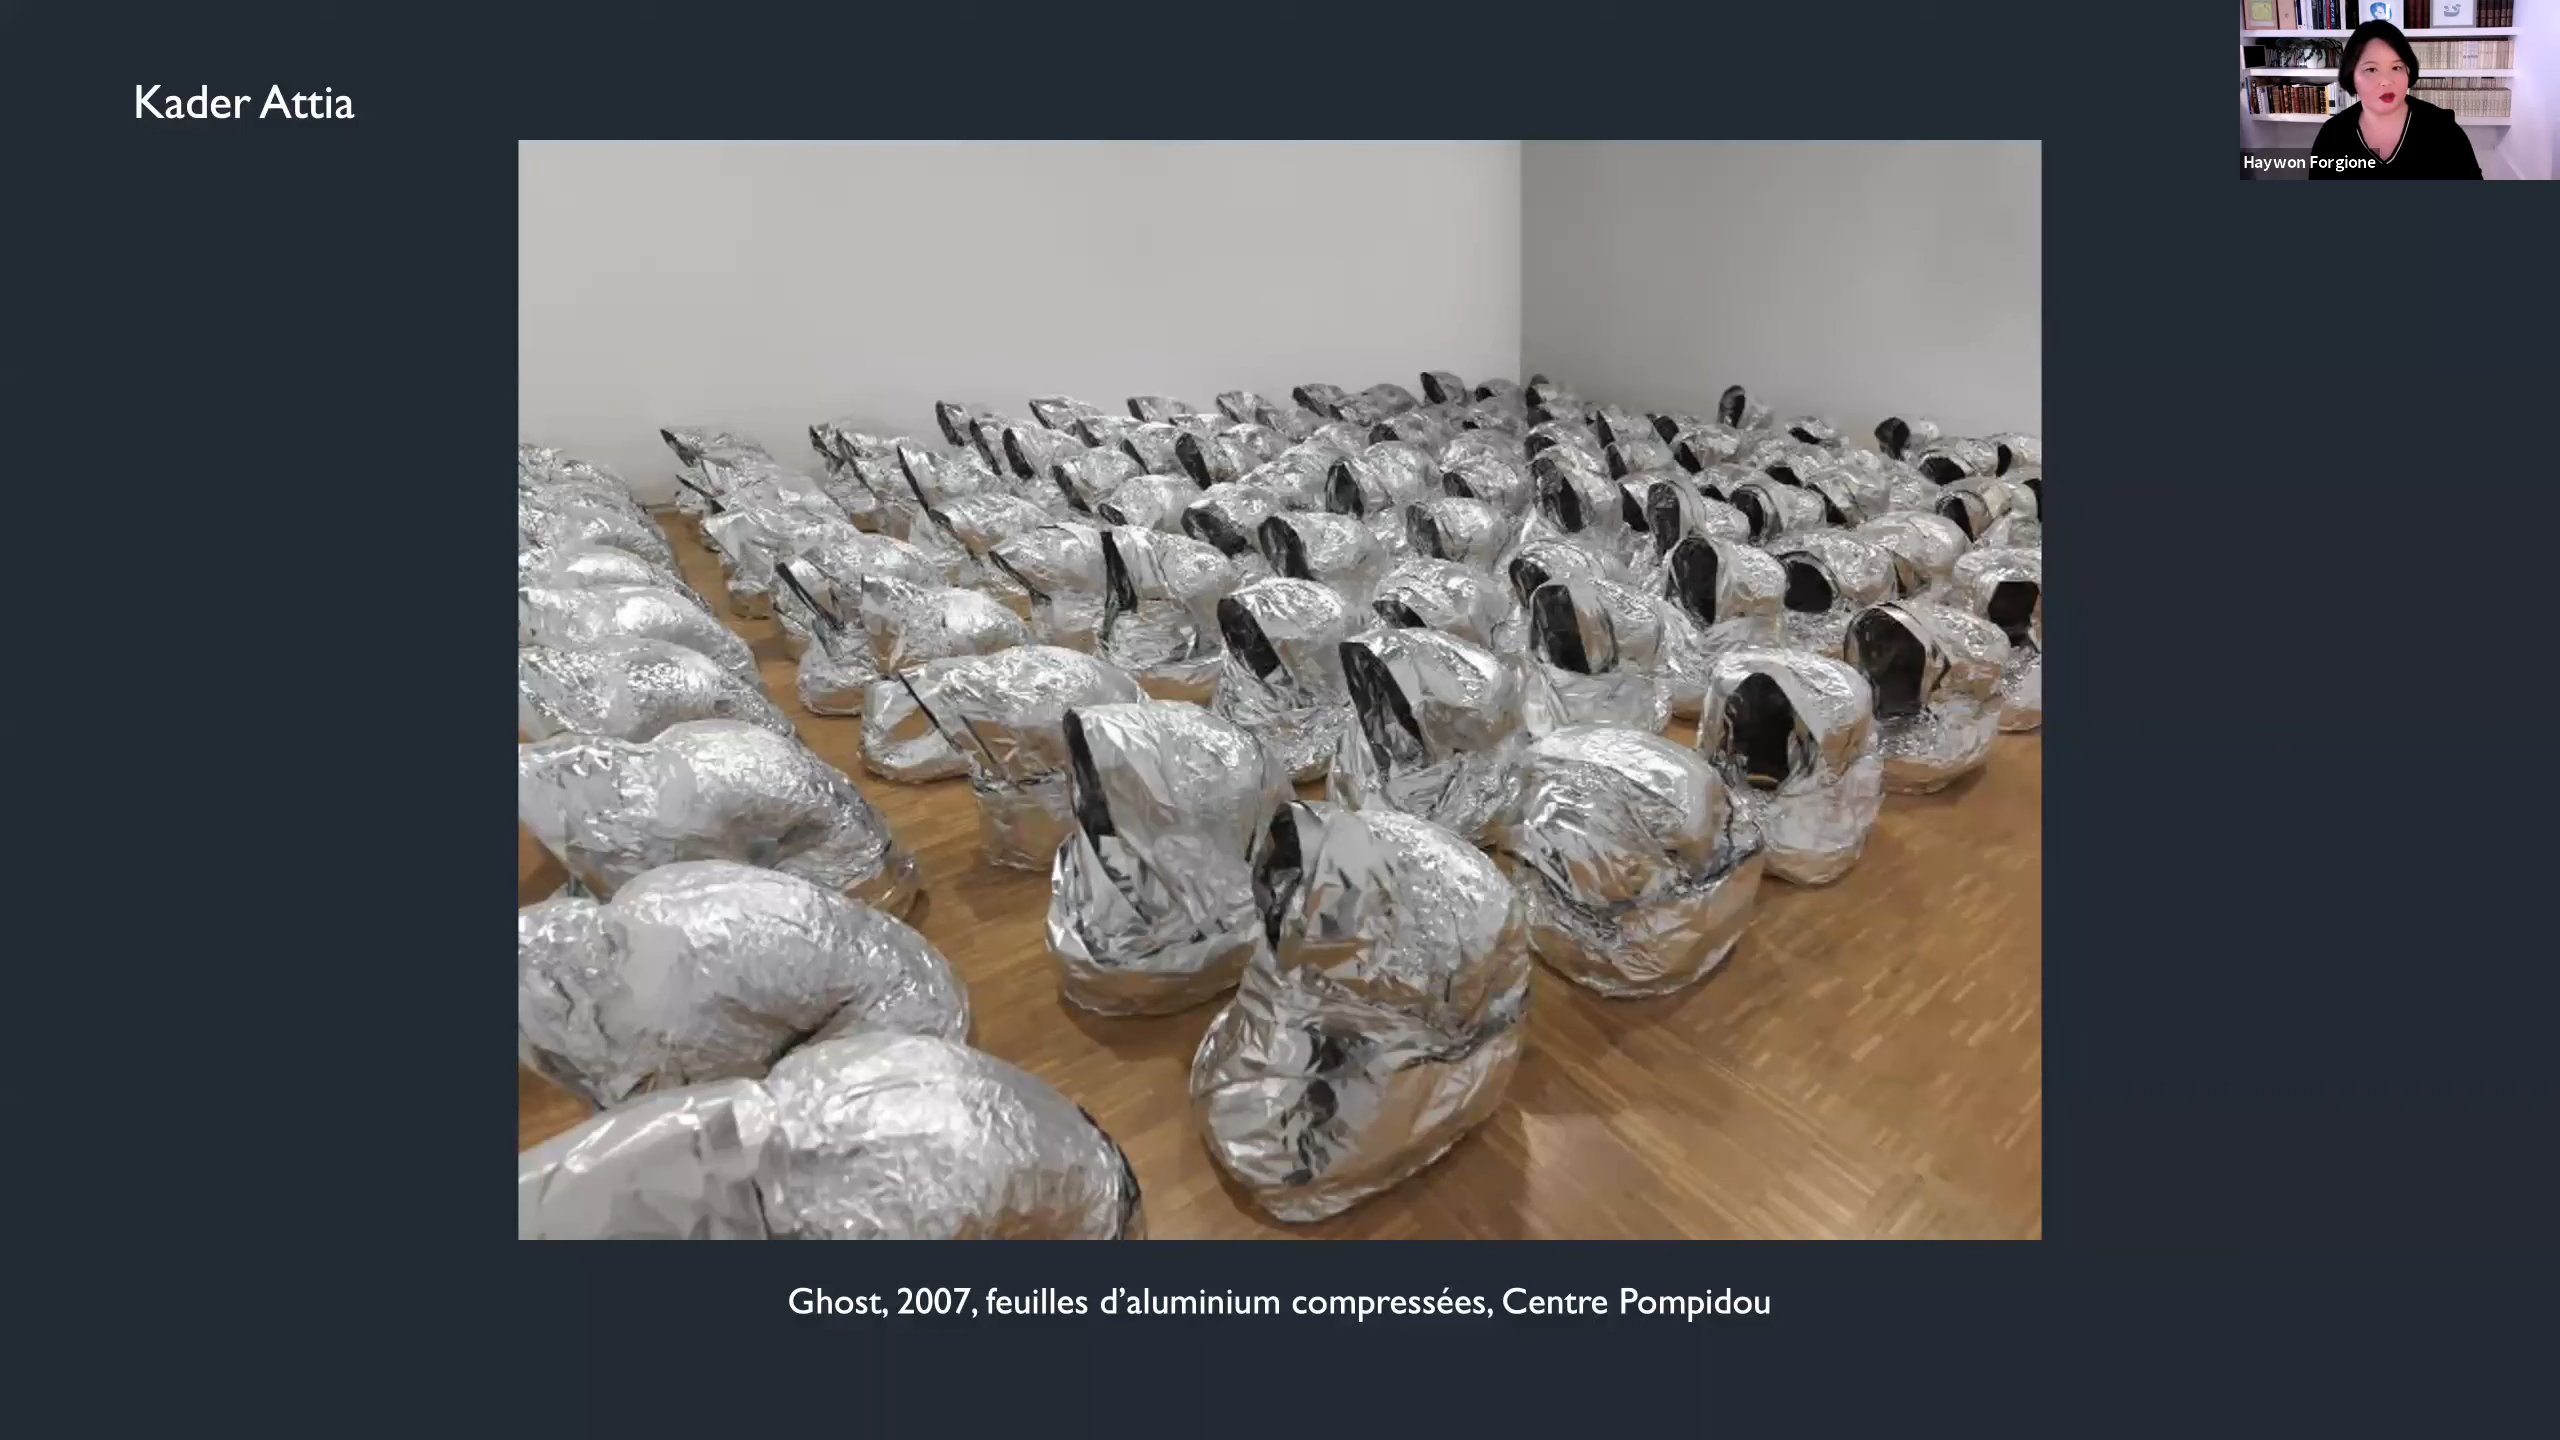 Kader Attia
Haywon Forgione
Ghost, 2007, feuilles d’aluminium compressées, Centre Pompidou